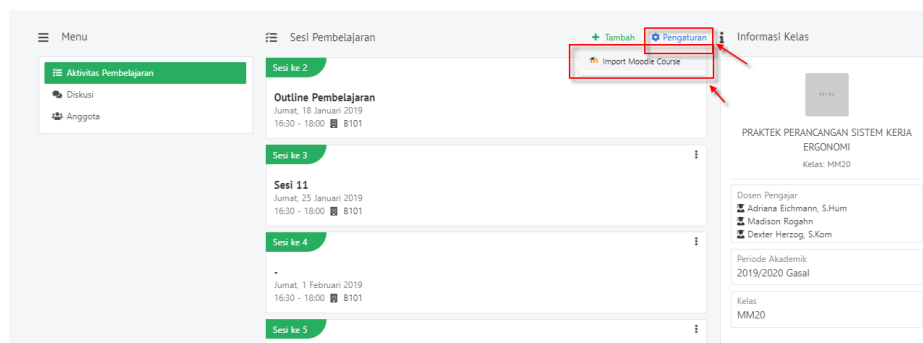 Menu
Aktivitas Pembelajaran
Diskusi
Anggota
Sesi Pembelajaran
Tambah
Pengaturan
Import Moodle Course
Sesi ke 2
Outline Pembelajaran
Jumat, 18 Januari 2019
16:30 - 18:00 B101
Sesi ke 3
Sesi 11
Jumat, 25 Januari 2019
16:30 - 18:00 B101
Sesi ke 4
-
Jumat, 1 Februari 2019
16:30 - 18:00 B101
Sesi ke 5
Informasi Kelas
PRAKTEK PERANCANGAN SISTEM KERJA
ERGONOMI
Kelas: MM20
Dosen Pengajar
Adriana Eichmann, S.Hum
Madison Rogahn
Dexter Herzog, S.Kom
Periode Akademik
2019/2020 Gasal
Kelas
MM20